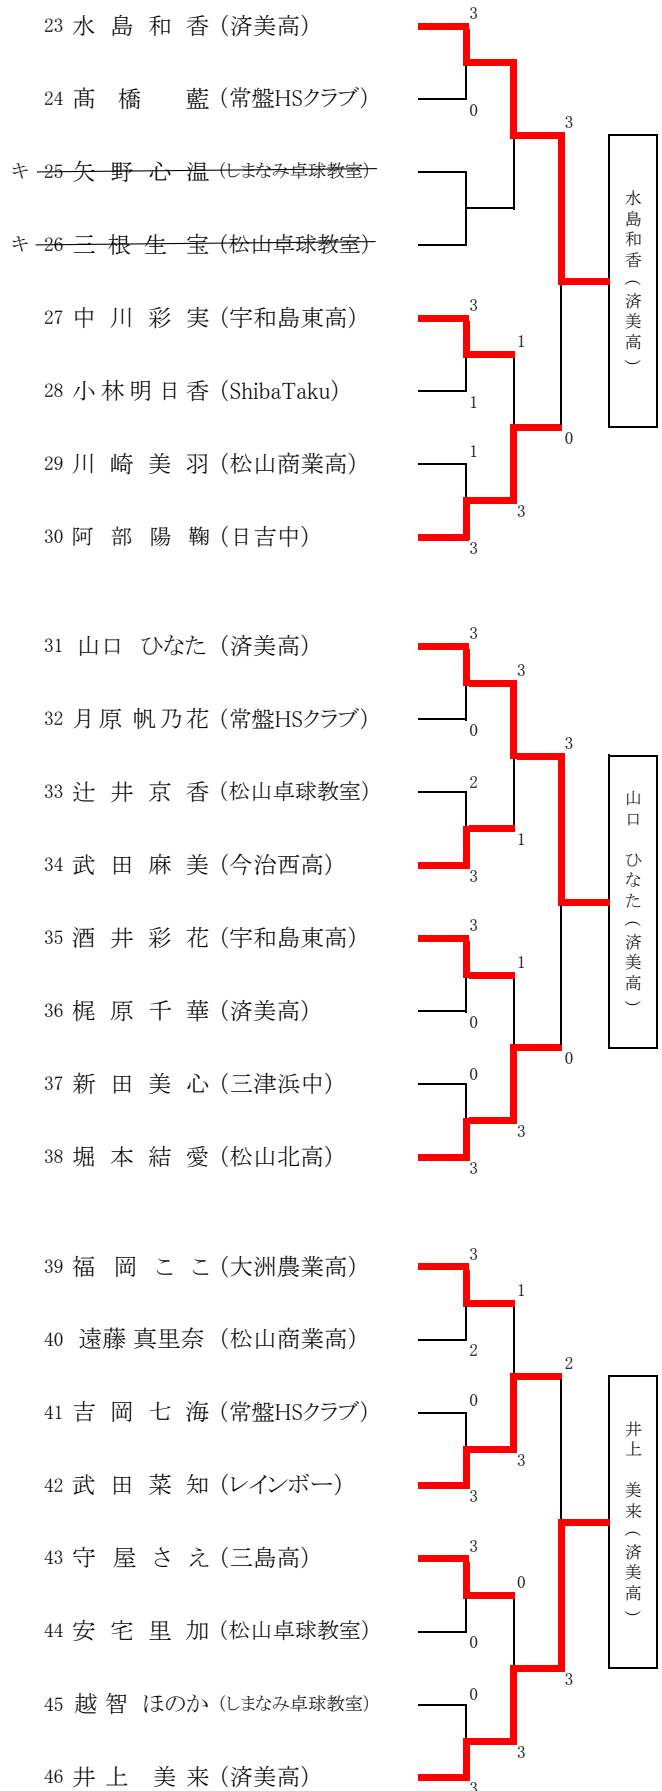 23 水島和香 (済美高)
3
24 髙橋 藍 (常盤HSクラブ)
0
3
キ 25 矢野心温 (しまなみ卓球教室)
キ 26 三根生宝 (松山卓球教室)
水島和香(済美高)
27 中川彩実 (宇和島東高)
3
1
28 小林明日香 (ShibaTaku)
1
0
29 川崎美羽 (松山商業高)
1
3
30 阿部陽鞠 (日吉中)
3
31 山口 ひなた (済美高)
3
3
32 月原 帆乃花 (常盤HSクラブ)
0
3
33 辻井京香 (松山卓球教室)
2
1
34 武田麻美 (今治西高)
3
山口 ひなた(済美高)
35 酒井彩花 (宇和島東高)
3
1
36 梶原千華 (済美高)
0
0
37 新田美心 (三津浜中)
0
3
38 堀本結愛 (松山北高)
3
39 福岡ここ (大洲農業高)
3
1
40 遠藤 真里奈 (松山商業高)
2
2
41 吉岡七海 (常盤HSクラブ)
0
3
42 武田菜知 (レインボー)
3
井上 美来(済美高)
43 守屋さえ (三島高)
3
0
44 安宅里加 (松山卓球教室)
0
3
45 越智 ほのか (しまなみ卓球教室)
0
3
46 井上 美来 (済美高)
3